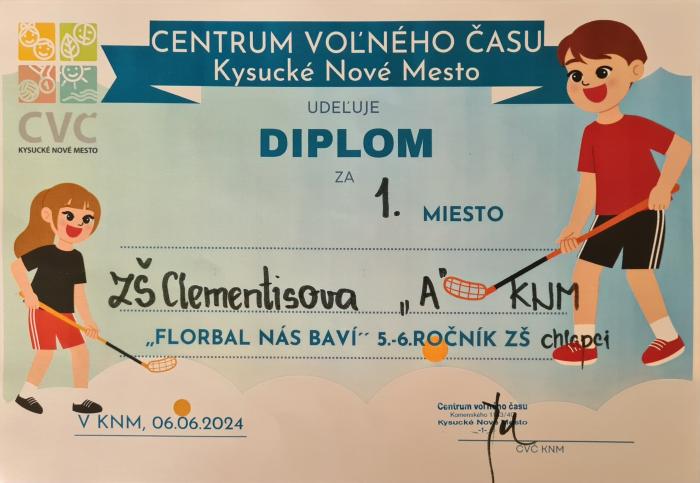 CENTRUM VOĽNÉHO ČASU
Kysucké Nové Mesto
CVČ
KYSUCKÉ NOVÉ MESTO
UDEĽUJE
DIPLOM
ZA
1. MIESTO
ZŠ Clementisova „A" KNM
„FLORBAL NÁS BAVÍ´´ 5.-6.ROČNÍK ZŠ chlapci
V KNM, 06.06.2024
Centrum voľného času
Kysucké Nové Mesto
-1-
CVČ KNM